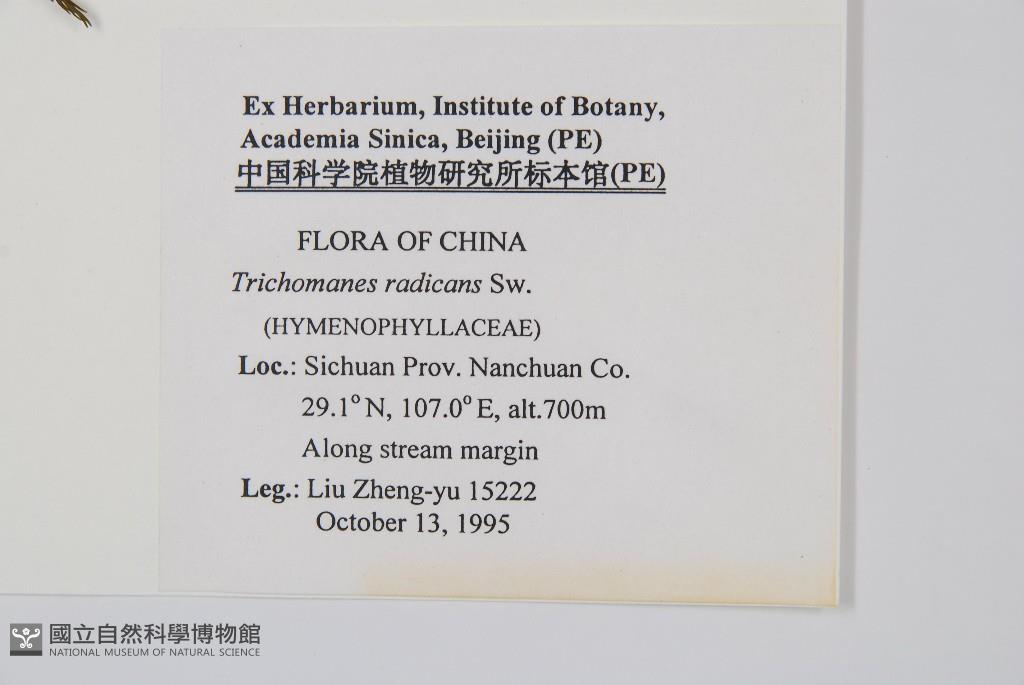 Ex Herbarium, Institute of Botany,
Academia Sinica, Beijing (PE)
中国科学院植物研究所标本馆(PE)
FLORA OF CHINA
Trichomanes radicans Sw.
(HYMENOPHYLLACEAE)
Loc.: Sichuan Prov. Nanchuan Co.
29.1° N, 107.0° E, alt.700m
Along stream margin
Leg.: Liu Zheng-yu 15222
October 13, 1995
國立自然科學博物館
NATIONAL MUSEUM OF NATURAL SCIENCE